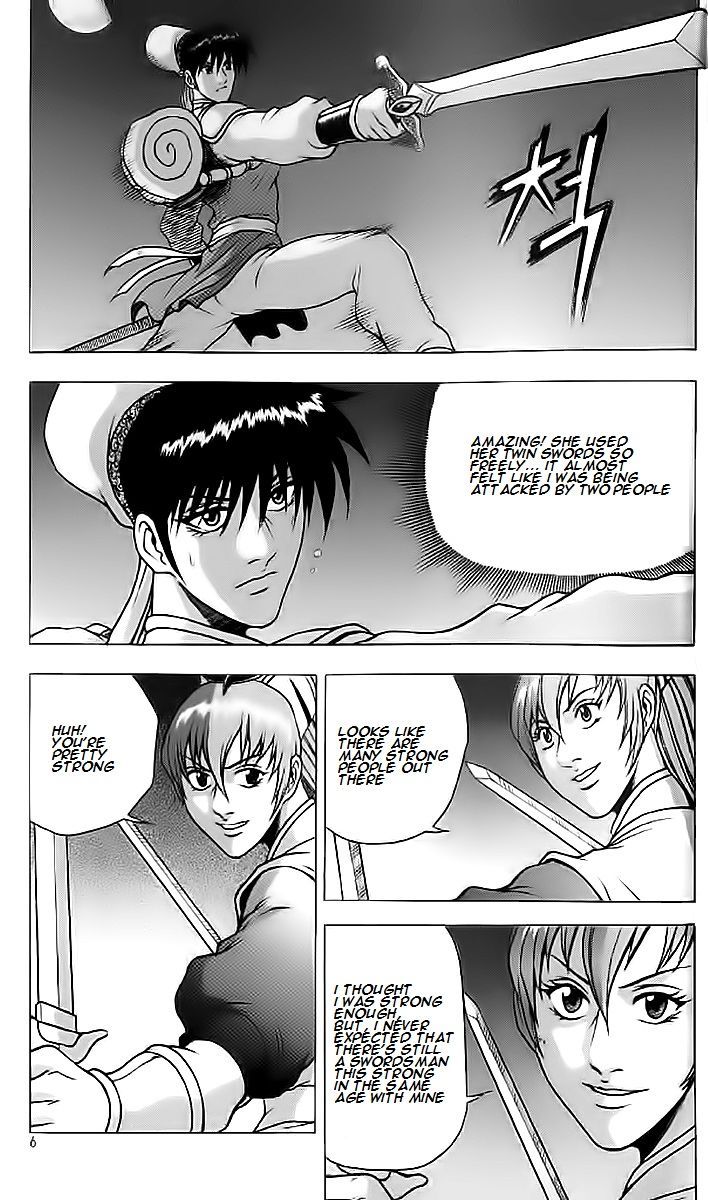 척
AMAZING! SHE USED
HER TWIN SWORDS SO
FREELY... IT ALMOST
FELT LIKE I WAS BEING
ATTACKED BY TWO PEOPLE
HUH!
YOU'RE
PRETTY
STRONG
LOOKS LIKE
THERE ARE
MANY STRONG
PEOPLE OUT
THERE
I THOUGHT
I WAS STRONG
ENOUGH,
BUT, I NEVER
EXPECTED THAT
THERE'S STILL
A SWORDSMAN
THIS STRONG
IN THE SAME
AGE WITH MINE
6